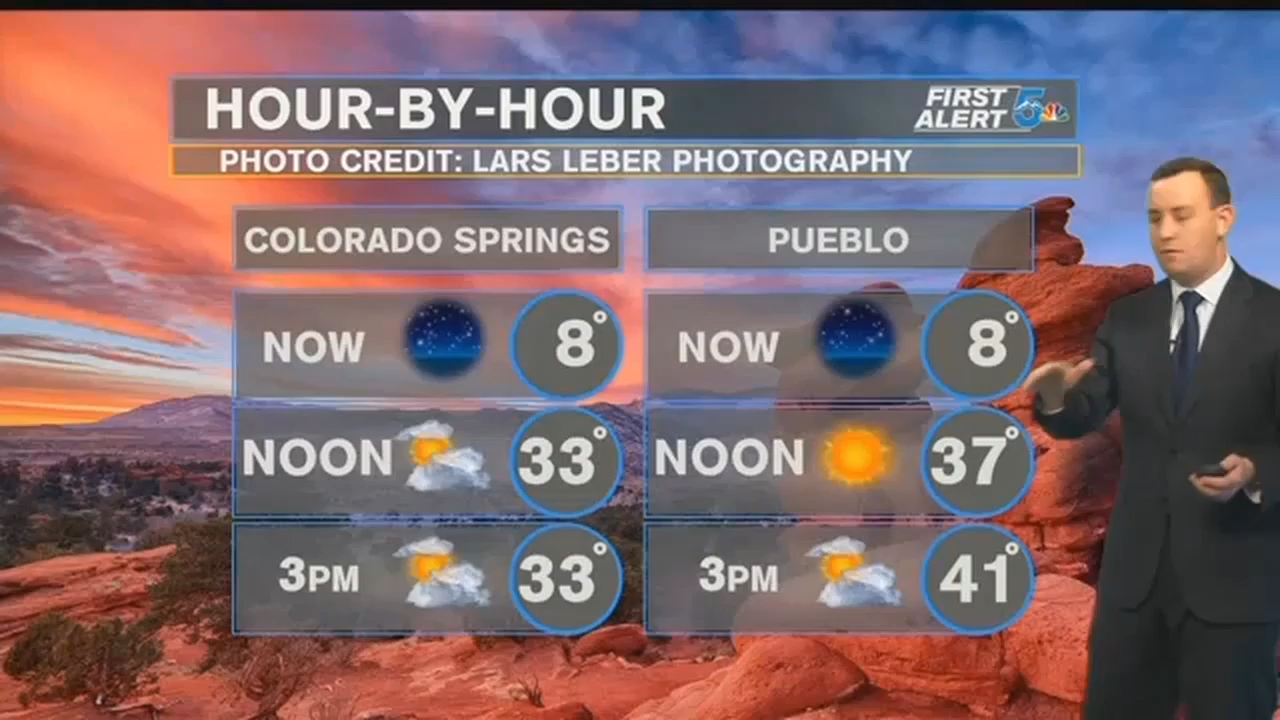 HOUR-BY-HOUR
FIRST
ALERT 5
PHOTO CREDIT: LARS LEBER PHOTOGRAPHY
COLORADO SPRINGS
NOW 8°
NOON 33°
3PM 33°
PUEBLO
NOW 8°
NOON 37°
3PM 41°